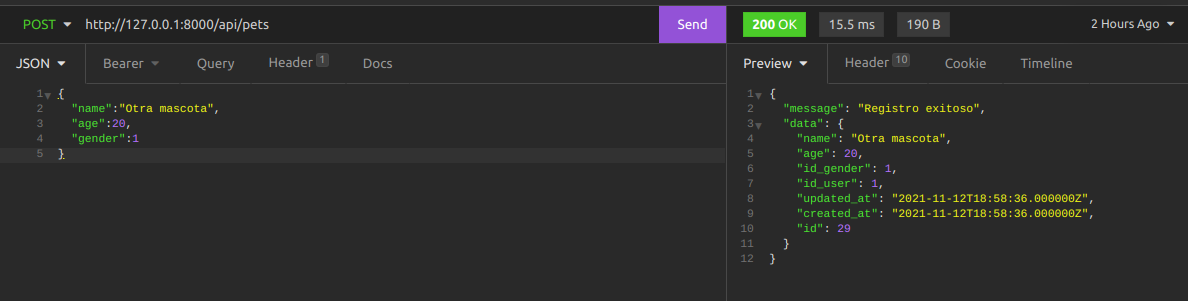 POST http://127.0.0.1:8000/api/pets Send
JSON Bearer Query Header 1 Docs
1 {
2 "name":"Otra mascota",
3 "age":20,
4 "gender":1
5 }
200 OK 15.5 ms 190 B 2 Hours Ago
Preview Header 10 Cookie Timeline
1 {
2 "message": "Registro exitoso",
3 "data": {
4 "name": "Otra mascota",
5 "age": 20,
6 "id_gender": 1,
7 "id_user": 1,
8 "updated_at": "2021-11-12T18:58:36.000000Z",
9 "created_at": "2021-11-12T18:58:36.000000Z",
10 "id": 29
11 }
12 }